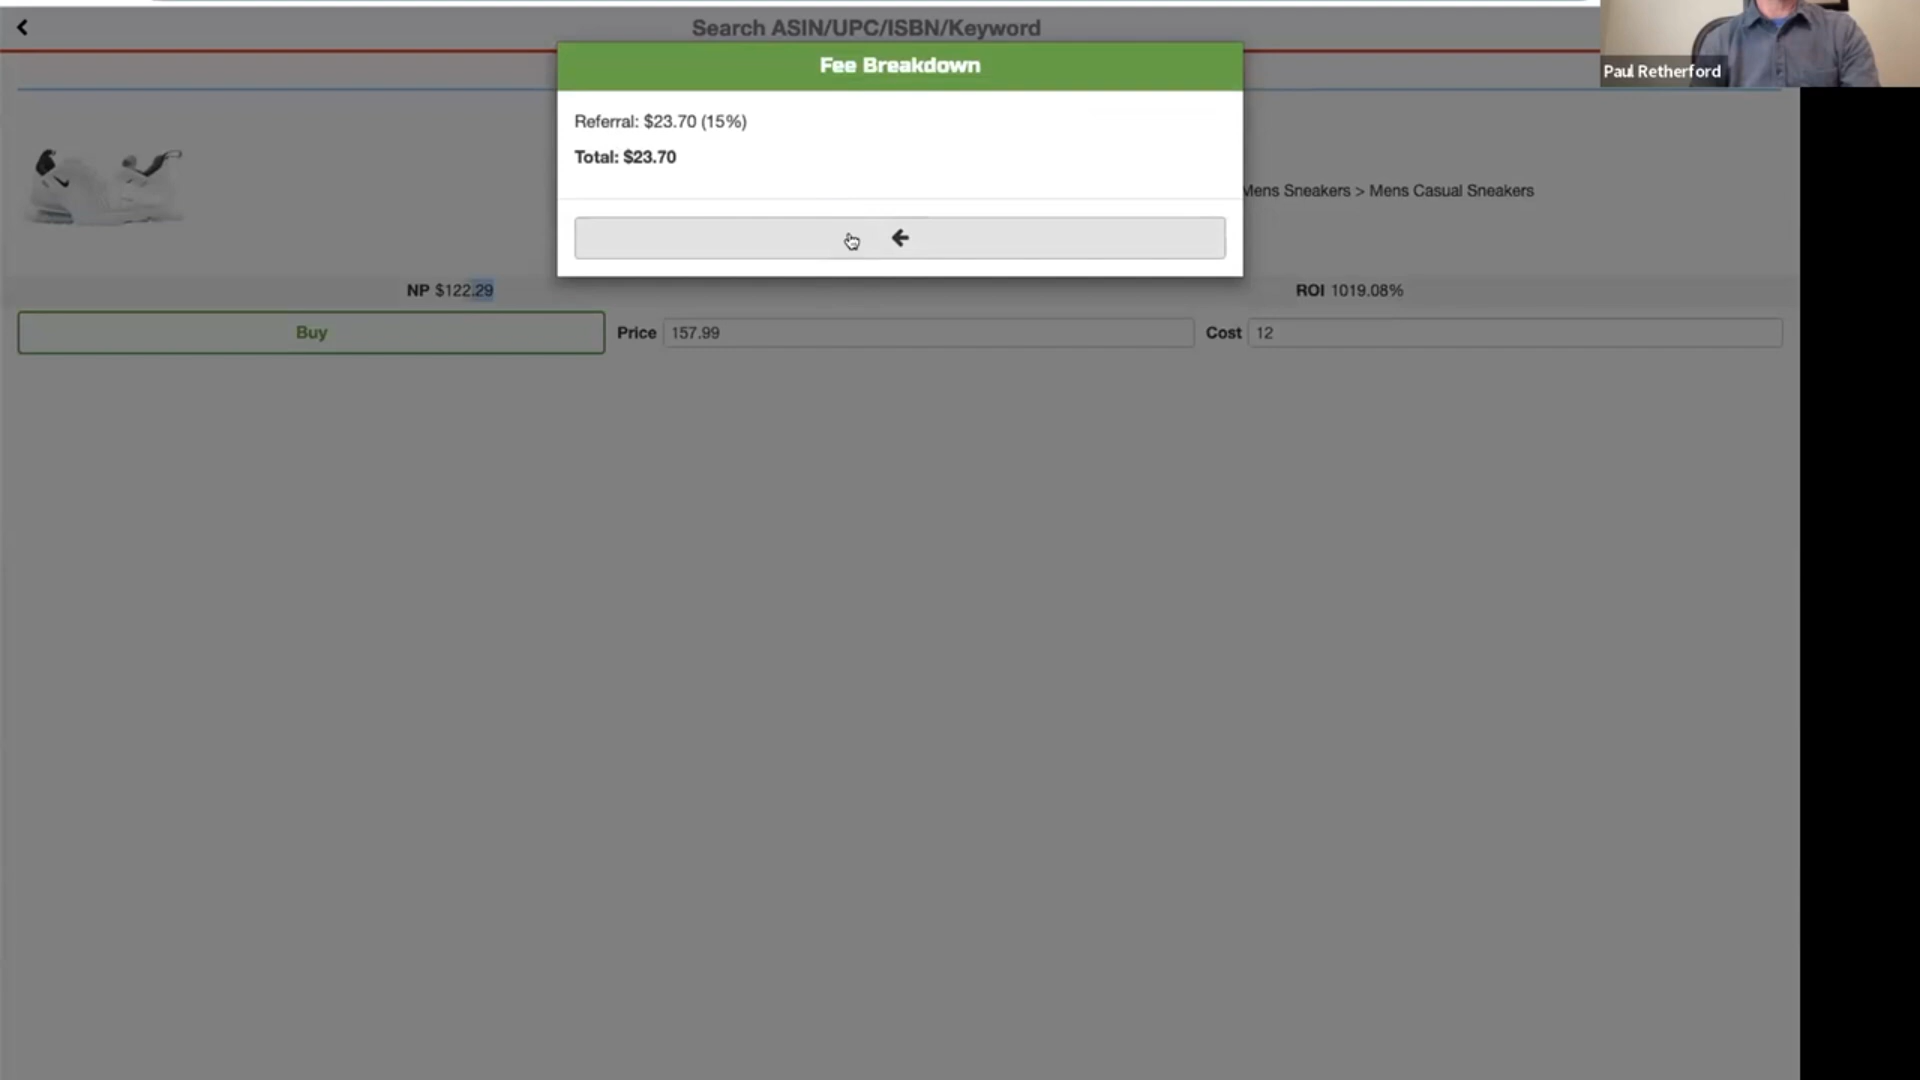 Search ASIN/UPC/ISBN/Keyword
Paul Retherford
Fee Breakdown
Referral: $23.70 (15%)
Total: $23.70
Mens Sneakers > Mens Casual Sneakers
NP $122.29
ROI 1019.08%
Buy
Price 157.99
Cost 12